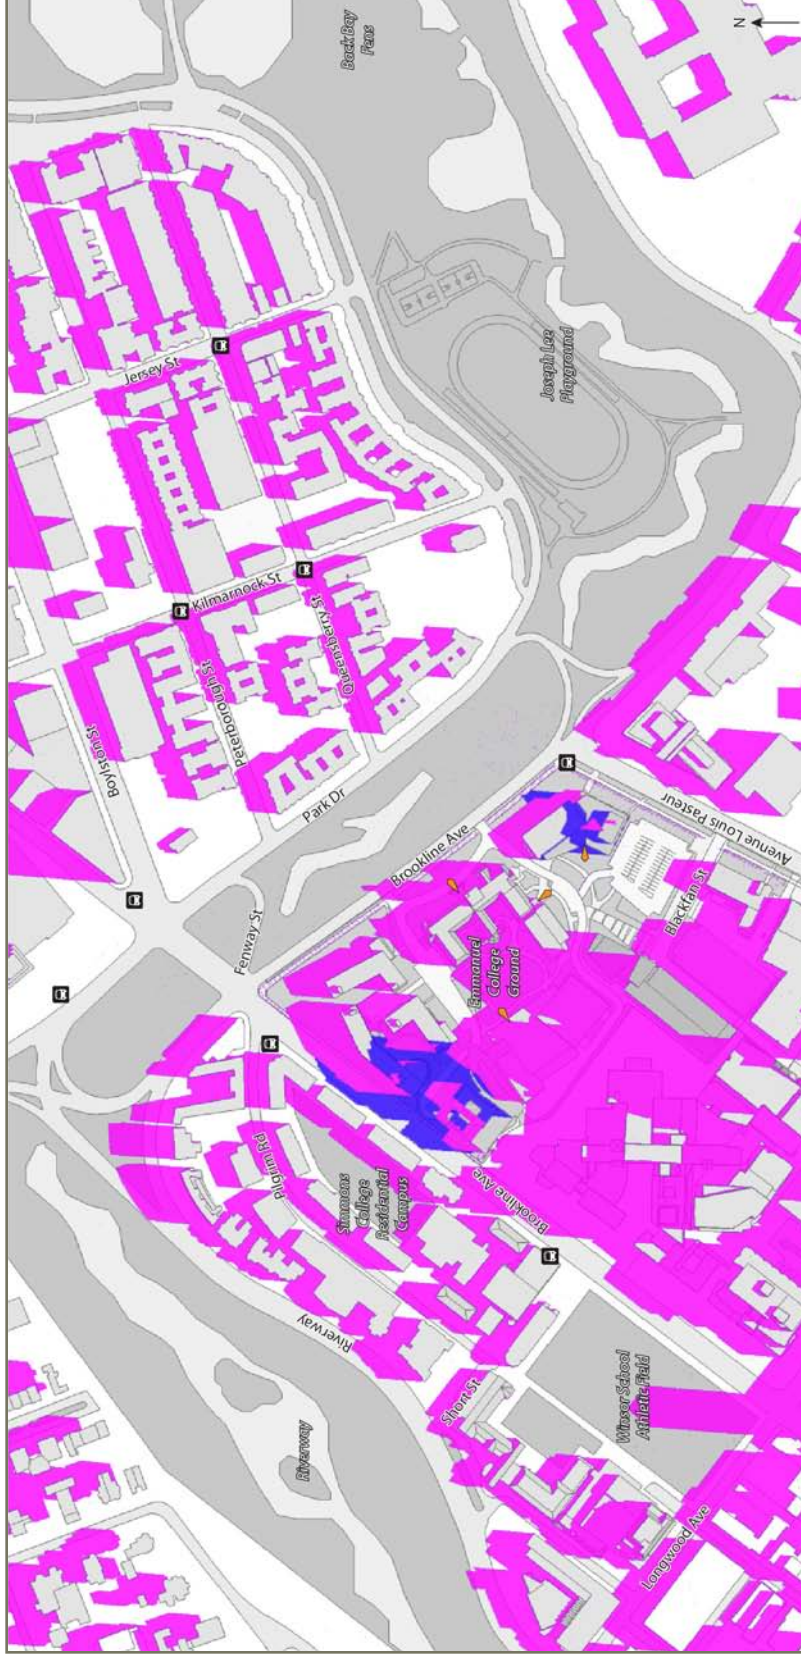 Back Bay
Fens
N
Jersey St
Joseph Lee
Playground
Kilmarnock St
Queensberry St
Peterborough St
Boylston St
Park Dr
Brookline Ave
Avenue Louis Pasteur
Blackfan St
Fenway St
Emmanuel
College
Ground
Pilgrim Rd
Simmons
College
Residential
Campus
Brookline Ave
Riverway
Short St
Winsor School
Athletic Field
Riverway
Longwood Ave